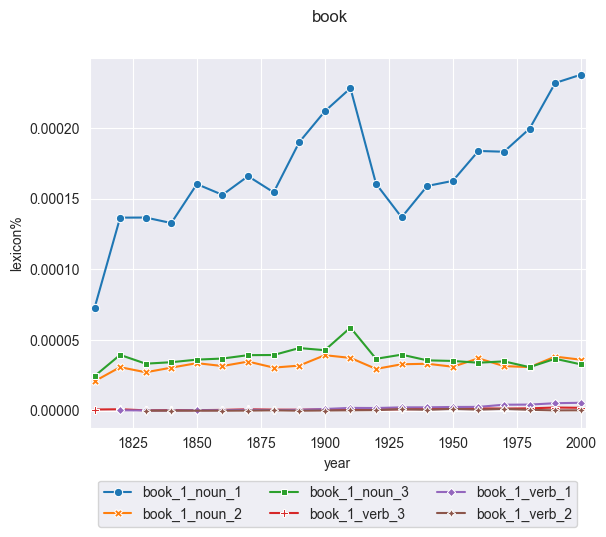 book
0.00020
0.00015
0.00010
0.00005
0.00000
lexicon%
1825 1850 1875 1900 1925 1950 1975 2000
year
book_1_noun_1 book_1_noun_3 book_1_verb_1
book_1_noun_2 book_1_verb_3 book_1_verb_2